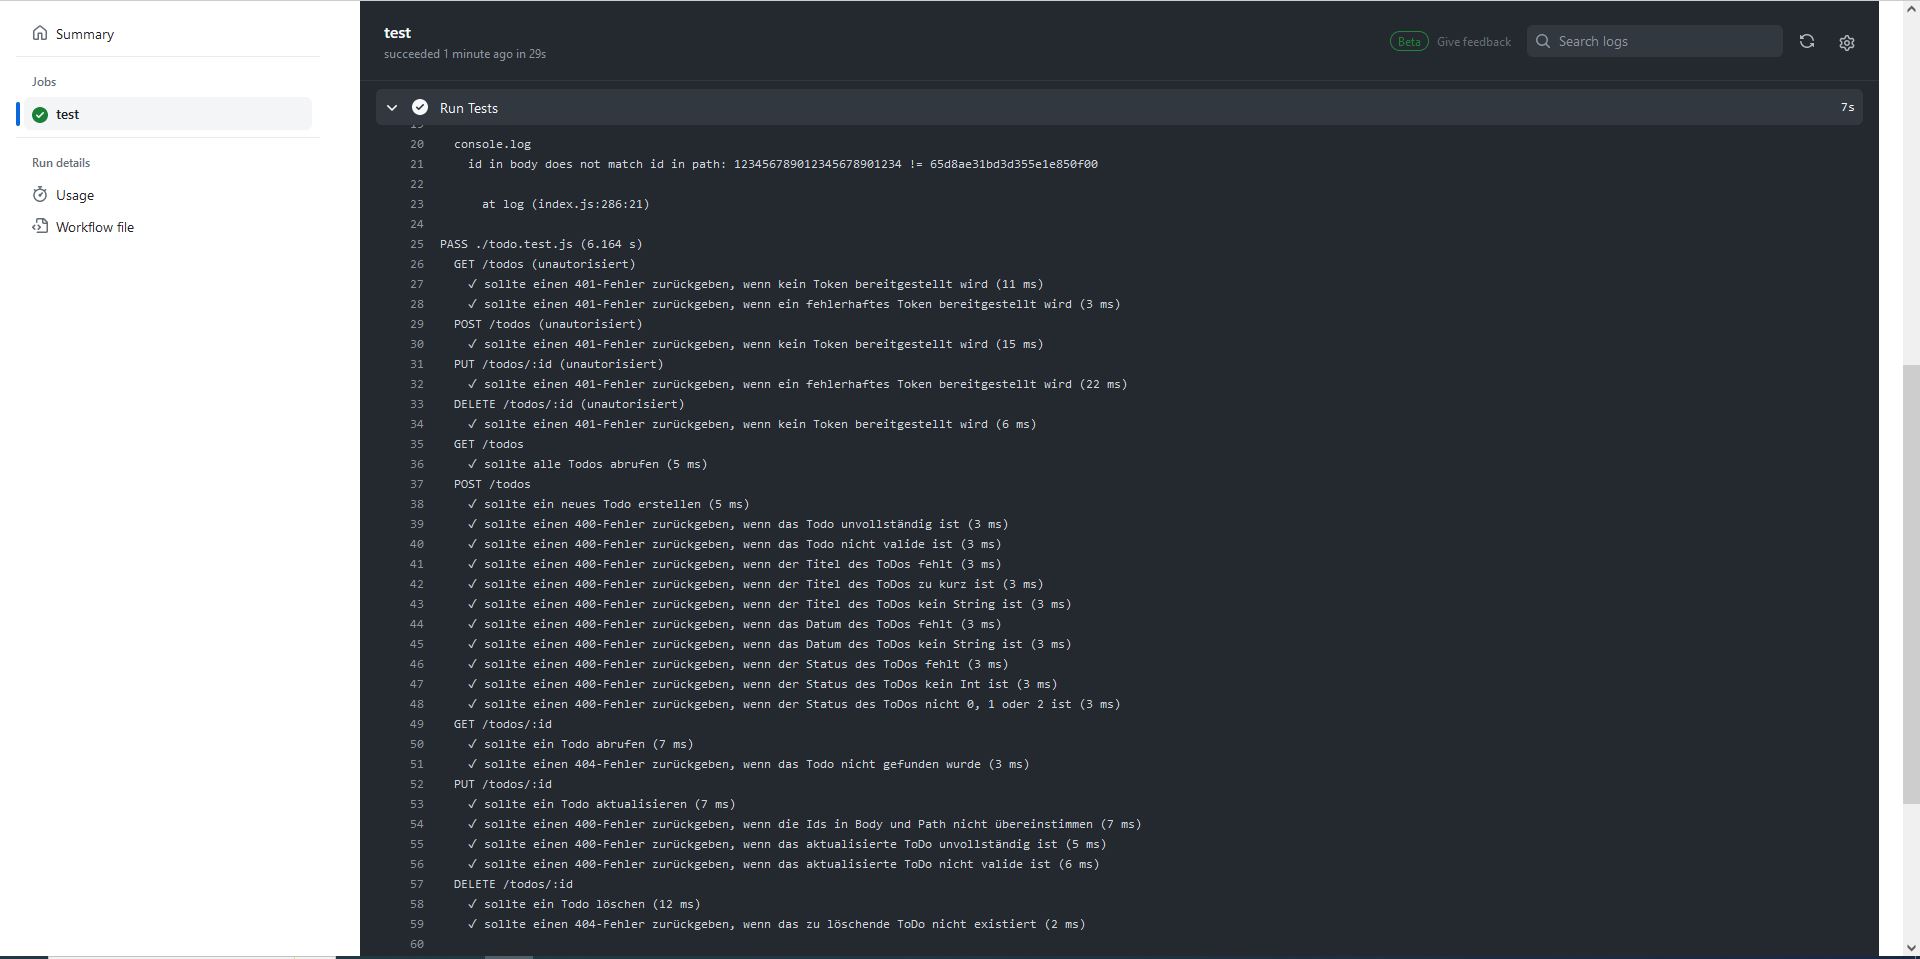 Summary
Jobs
test
Run details
Usage
Workflow file
test
succeeded 1 minute ago in 29s
Beta Give feedback
Search logs
Run Tests
7s
19
20 console.log
21 id in body does not match id in path: 123456789012345678901234 != 65d8ae31bd3d355e1e850f00
22
23 at log (index.js:286:21)
24
25 PASS ./todo.test.js (6.164 s)
26 GET /todos (unautorisiert)
27 ✓ sollte einen 401-Fehler zurückgeben, wenn kein Token bereitgestellt wird (11 ms)
28 ✓ sollte einen 401-Fehler zurückgeben, wenn ein fehlerhaftes Token bereitgestellt wird (3 ms)
29 POST /todos (unautorisiert)
30 ✓ sollte einen 401-Fehler zurückgeben, wenn kein Token bereitgestellt wird (15 ms)
31 PUT /todos/:id (unautorisiert)
32 ✓ sollte einen 401-Fehler zurückgeben, wenn ein fehlerhaftes Token bereitgestellt wird (22 ms)
33 DELETE /todos/:id (unautorisiert)
34 ✓ sollte einen 401-Fehler zurückgeben, wenn kein Token bereitgestellt wird (6 ms)
35 GET /todos
36 ✓ sollte alle Todos abrufen (5 ms)
37 POST /todos
38 ✓ sollte ein neues Todo erstellen (5 ms)
39 ✓ sollte einen 400-Fehler zurückgeben, wenn das Todo unvollständig ist (3 ms)
40 ✓ sollte einen 400-Fehler zurückgeben, wenn das Todo nicht valide ist (3 ms)
41 ✓ sollte einen 400-Fehler zurückgeben, wenn der Titel des ToDos fehlt (3 ms)
42 ✓ sollte einen 400-Fehler zurückgeben, wenn der Titel des ToDos zu kurz ist (3 ms)
43 ✓ sollte einen 400-Fehler zurückgeben, wenn der Titel des ToDos kein String ist (3 ms)
44 ✓ sollte einen 400-Fehler zurückgeben, wenn das Datum des ToDos fehlt (3 ms)
45 ✓ sollte einen 400-Fehler zurückgeben, wenn das Datum des ToDos kein String ist (3 ms)
46 ✓ sollte einen 400-Fehler zurückgeben, wenn der Status des ToDos fehlt (3 ms)
47 ✓ sollte einen 400-Fehler zurückgeben, wenn der Status des ToDos kein Int ist (3 ms)
48 ✓ sollte einen 400-Fehler zurückgeben, wenn der Status des ToDos nicht 0, 1 oder 2 ist (3 ms)
49 GET /todos/:id
50 ✓ sollte ein Todo abrufen (7 ms)
51 ✓ sollte einen 404-Fehler zurückgeben, wenn das Todo nicht gefunden wurde (3 ms)
52 PUT /todos/:id
53 ✓ sollte ein Todo aktualisieren (7 ms)
54 ✓ sollte einen 400-Fehler zurückgeben, wenn die Ids in Body und Path nicht übereinstimmen (7 ms)
55 ✓ sollte einen 400-Fehler zurückgeben, wenn das aktualisierte ToDo unvollständig ist (5 ms)
56 ✓ sollte einen 400-Fehler zurückgeben, wenn das aktualisierte ToDo nicht valide ist (6 ms)
57 DELETE /todos/:id
58 ✓ sollte ein Todo löschen (12 ms)
59 ✓ sollte einen 404-Fehler zurückgeben, wenn das zu löschende ToDo nicht existiert (2 ms)
60